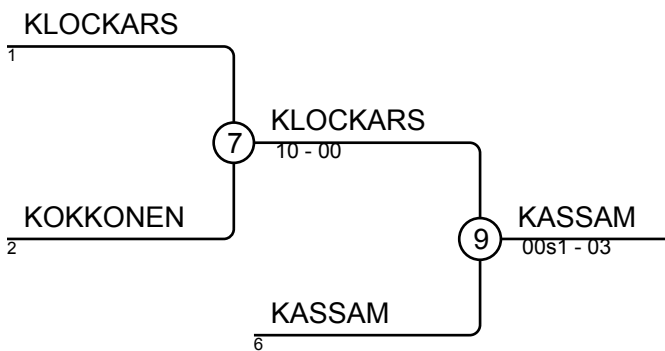 KLOCKARS
1
7
KLOCKARS
10 - 00
KOKKONEN
2
9
KASSAM
00s1 - 03
KASSAM
6